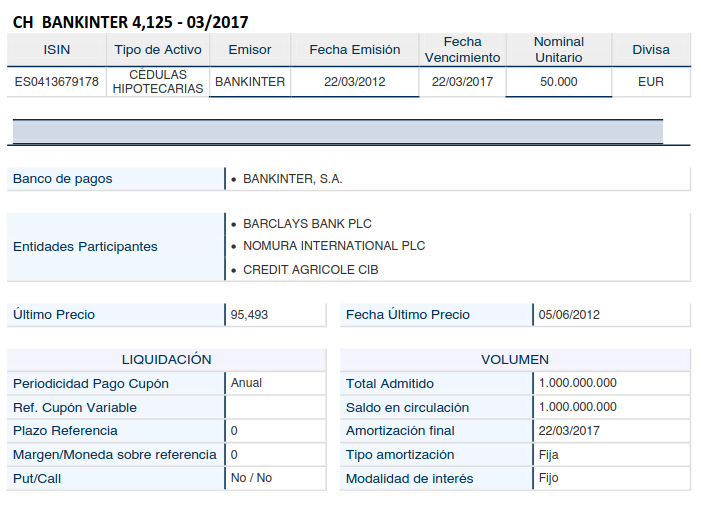 CH BANKINTER 4,125 - 03/2017
ISIN Tipo de Activo Emisor Fecha Emisión Fecha Vencimiento Nominal Unitario Divisa
ES0413679178 CÉDULAS HIPOTECARIAS BANKINTER 22/03/2012 22/03/2017 50.000 EUR
Banco de pagos • BANKINTER, S.A.
Entidades Participantes
• BARCLAYS BANK PLC
• NOMURA INTERNATIONAL PLC
• CREDIT AGRICOLE CIB
Último Precio 95,493 Fecha Último Precio 05/06/2012
LIQUIDACIÓN
Periodicidad Pago Cupón Anual
Ref. Cupón Variable
Plazo Referencia 0
Margen/Moneda sobre referencia 0
Put/Call No / No
VOLUMEN
Total Admitido 1.000.000.000
Saldo en circulación 1.000.000.000
Amortización final 22/03/2017
Tipo amortización Fija
Modalidad de interés Fijo